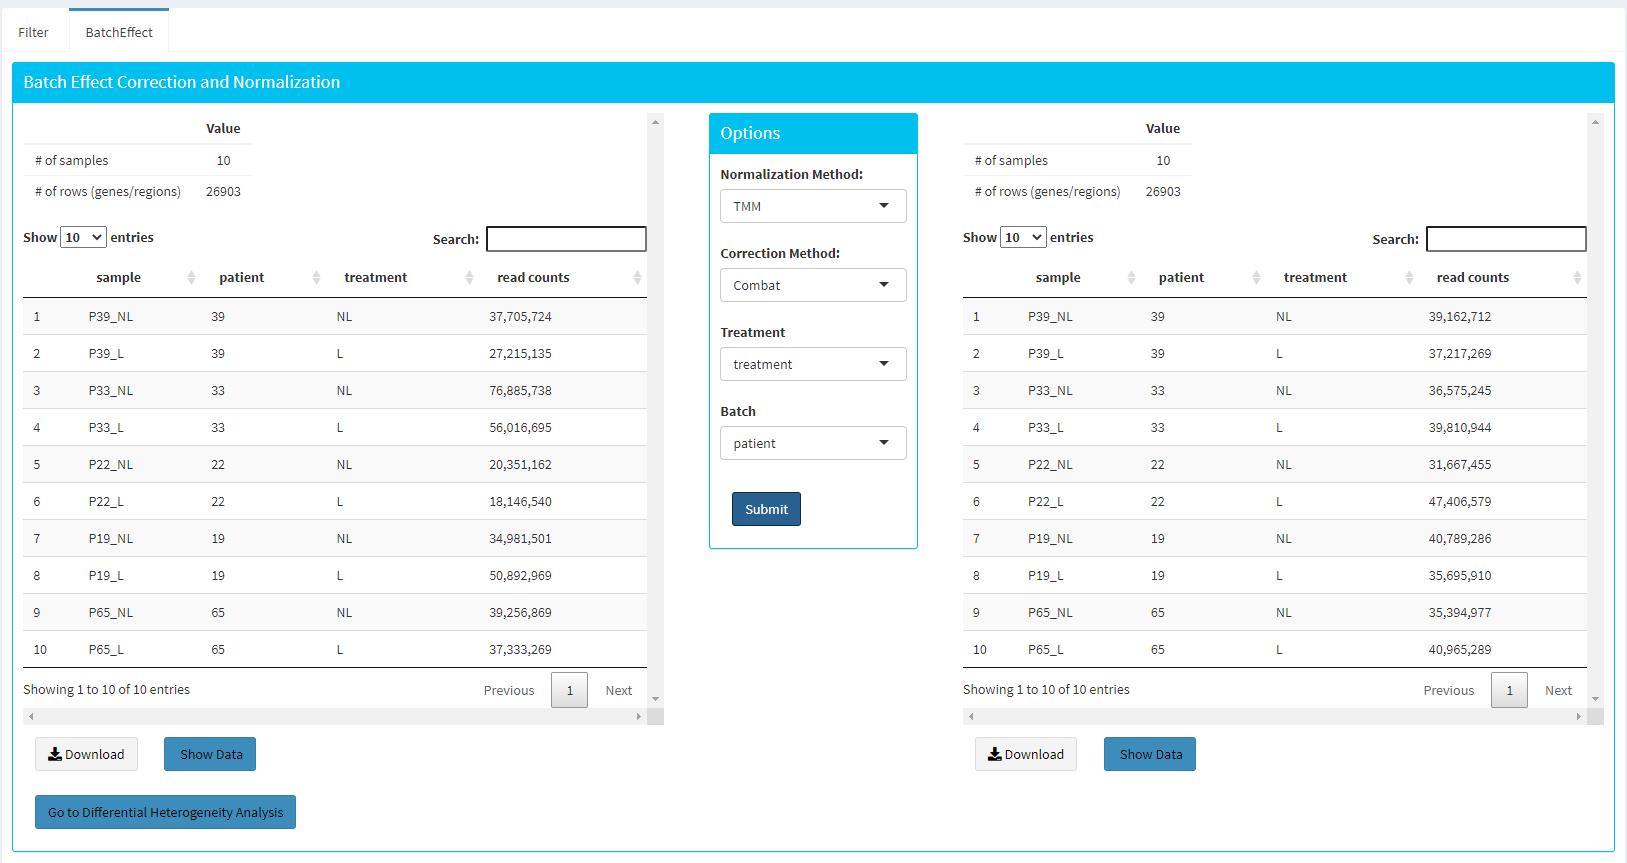 Filter BatchEffect
Batch Effect Correction and Normalization
Value
# of samples 10
# of rows (genes/regions) 26903
Show 10 entries Search:
sample patient treatment read counts
1 P39_NL 39 NL 37,705,724
2 P39_L 39 L 27,215,135
3 P33_NL 33 NL 76,885,738
4 P33_L 33 L 56,016,695
5 P22_NL 22 NL 20,351,162
6 P22_L 22 L 18,146,540
7 P19_NL 19 NL 34,981,501
8 P19_L 19 L 50,892,969
9 P65_NL 65 NL 39,256,869
10 P65_L 65 L 37,333,269
Showing 1 to 10 of 10 entries Previous 1 Next
Download Show Data
Go to Differential Heterogeneity Analysis
Options
Normalization Method:
TMM
Correction Method:
Combat
Treatment
treatment
Batch
patient
Submit
Value
# of samples 10
# of rows (genes/regions) 26903
Show 10 entries Search:
sample patient treatment read counts
1 P39_NL 39 NL 39,162,712
2 P39_L 39 L 37,217,269
3 P33_NL 33 NL 36,575,245
4 P33_L 33 L 39,810,944
5 P22_NL 22 NL 31,667,455
6 P22_L 22 L 47,406,579
7 P19_NL 19 NL 40,789,286
8 P19_L 19 L 35,695,910
9 P65_NL 65 NL 35,394,977
10 P65_L 65 L 40,965,289
Showing 1 to 10 of 10 entries Previous 1 Next
Download Show Data